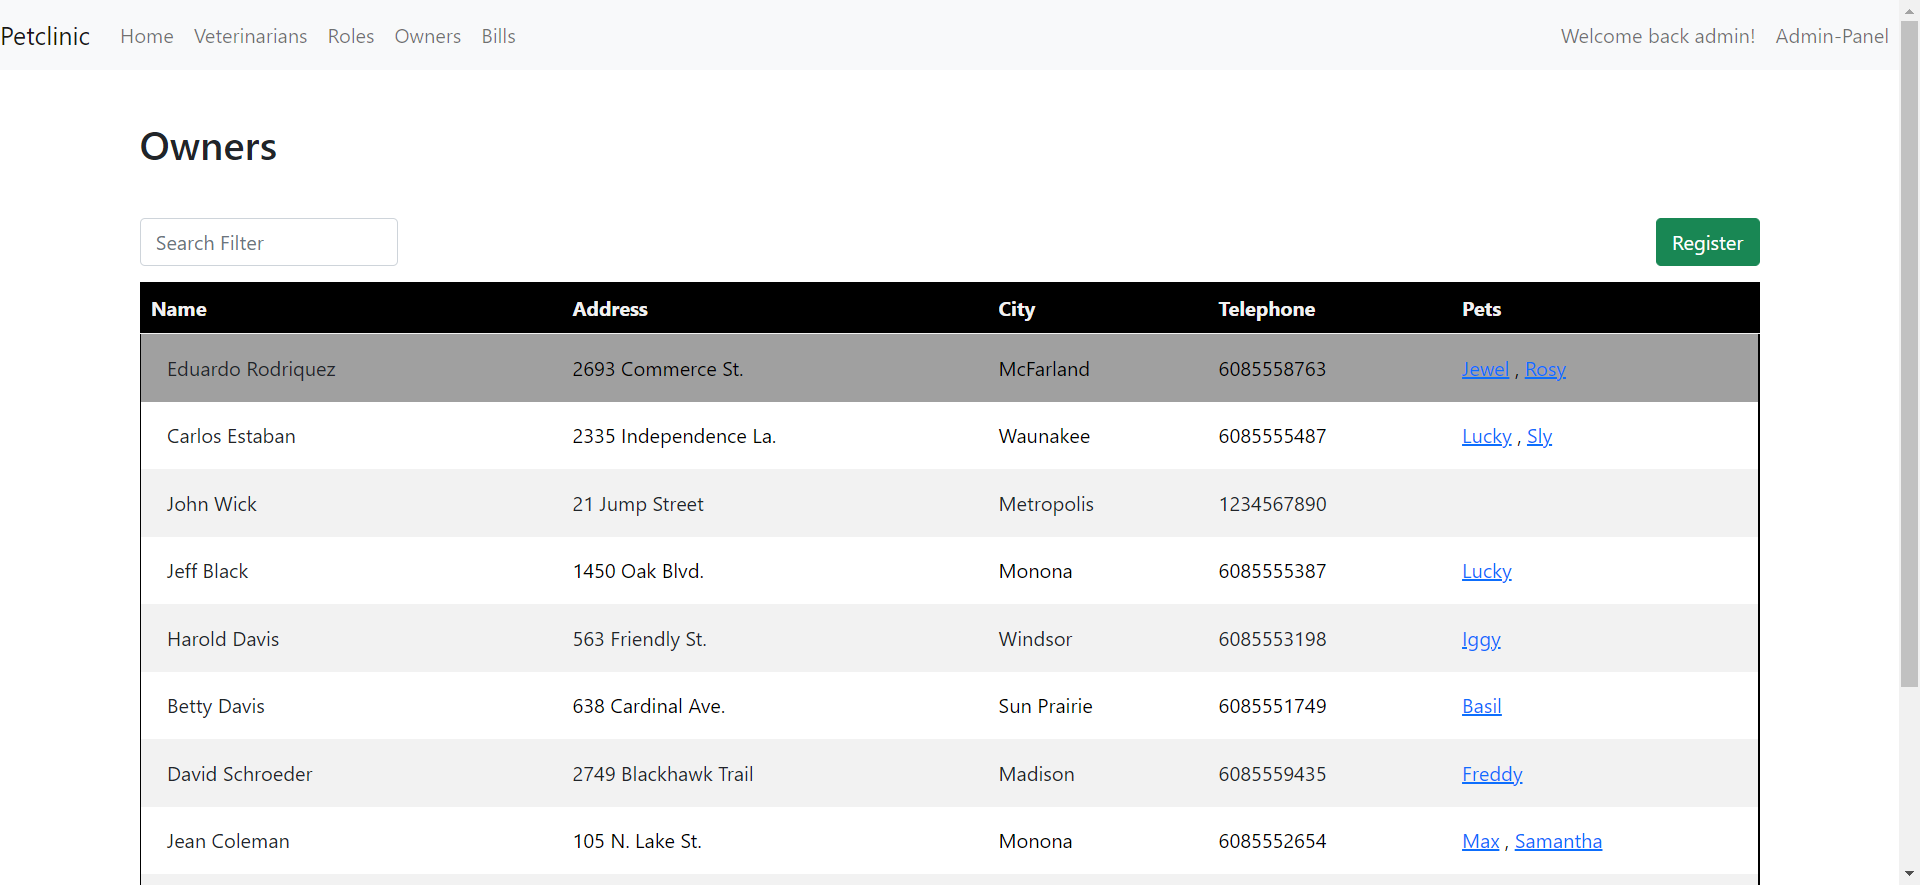 Petclinic Home Veterinarians Roles Owners Bills Welcome back admin! Admin-Panel
Owners
Search Filter Register
Name Address City Telephone Pets
Eduardo Rodriquez 2693 Commerce St. McFarland 6085558763 Jewel , Rosy
Carlos Estaban 2335 Independence La. Waunakee 6085555487 Lucky , Sly
John Wick 21 Jump Street Metropolis 1234567890
Jeff Black 1450 Oak Blvd. Monona 6085555387 Lucky
Harold Davis 563 Friendly St. Windsor 6085553198 Iggy
Betty Davis 638 Cardinal Ave. Sun Prairie 6085551749 Basil
David Schroeder 2749 Blackhawk Trail Madison 6085559435 Freddy
Jean Coleman 105 N. Lake St. Monona 6085552654 Max , Samantha